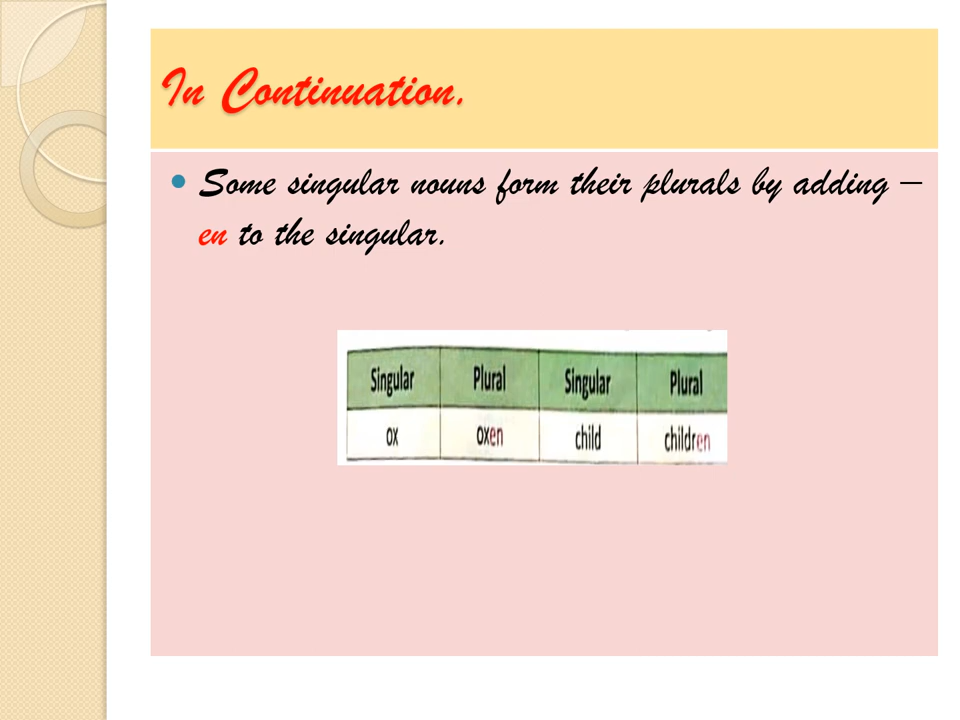 In Continuation.
Some singular nouns form their plurals by adding –
en to the singular.
Singular Plural Singular Plural
ox oxen child children